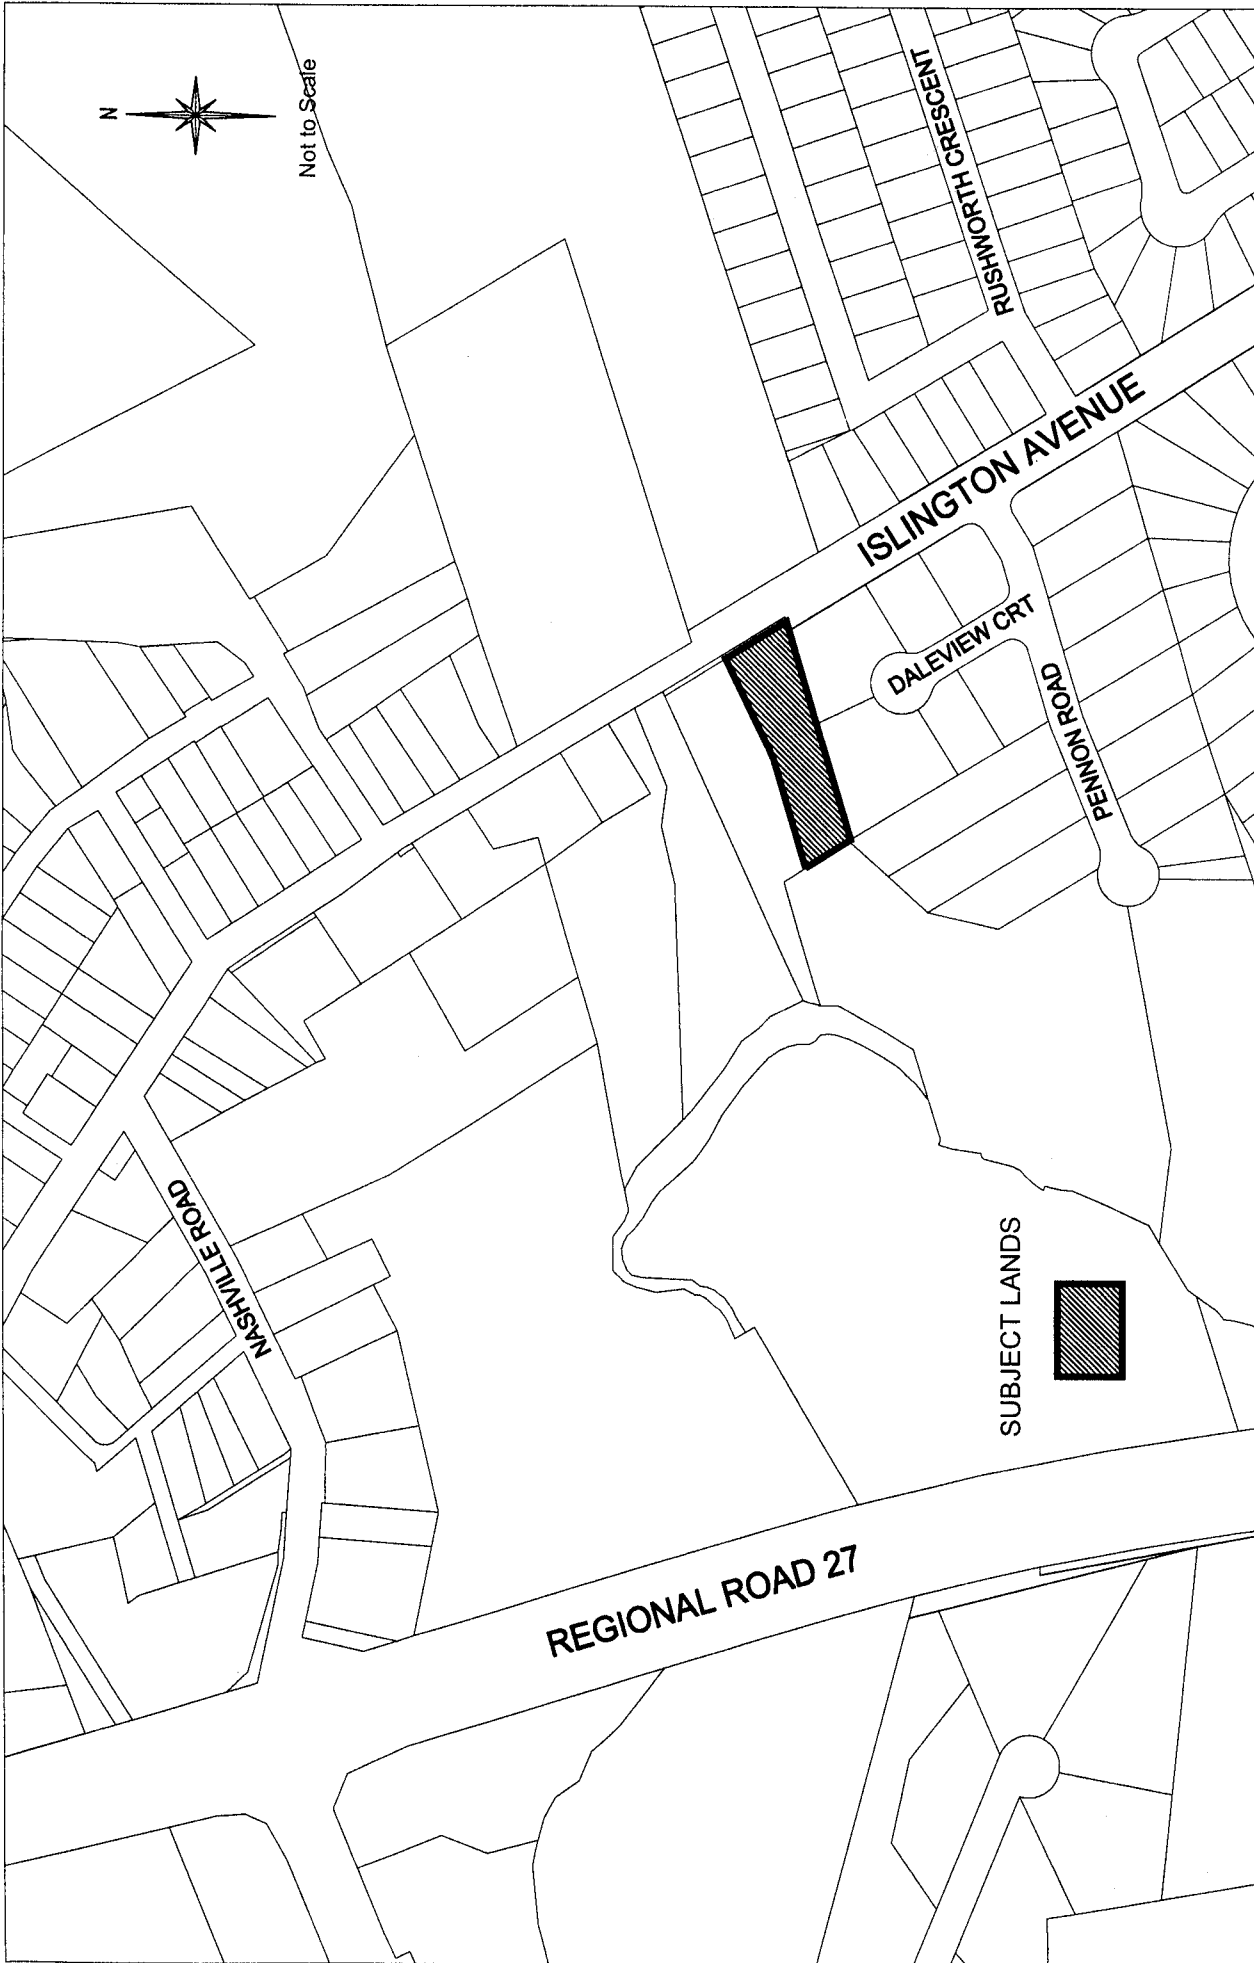 N
Not to Scale
RUSHWORTH CRESCENT
ISLINGTON AVENUE
DALEVIEW CRT
PENNON ROAD
NASHVILLE ROAD
SUBJECT LANDS
REGIONAL ROAD 27